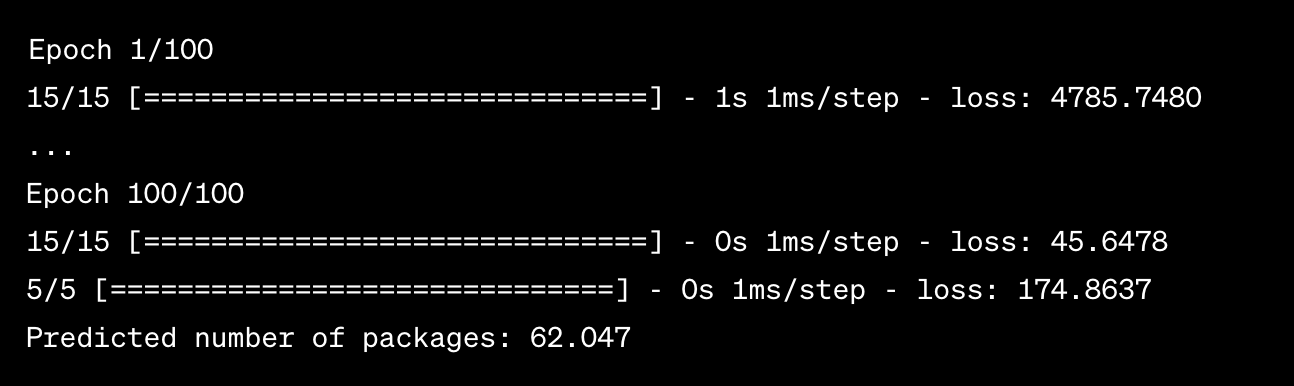 Epoch 1/100
15/15 [==============================] - 1s 1ms/step - loss: 4785.7480
...
Epoch 100/100
15/15 [==============================] - 0s 1ms/step - loss: 45.6478
5/5 [==============================] - 0s 1ms/step - loss: 174.8637
Predicted number of packages: 62.047